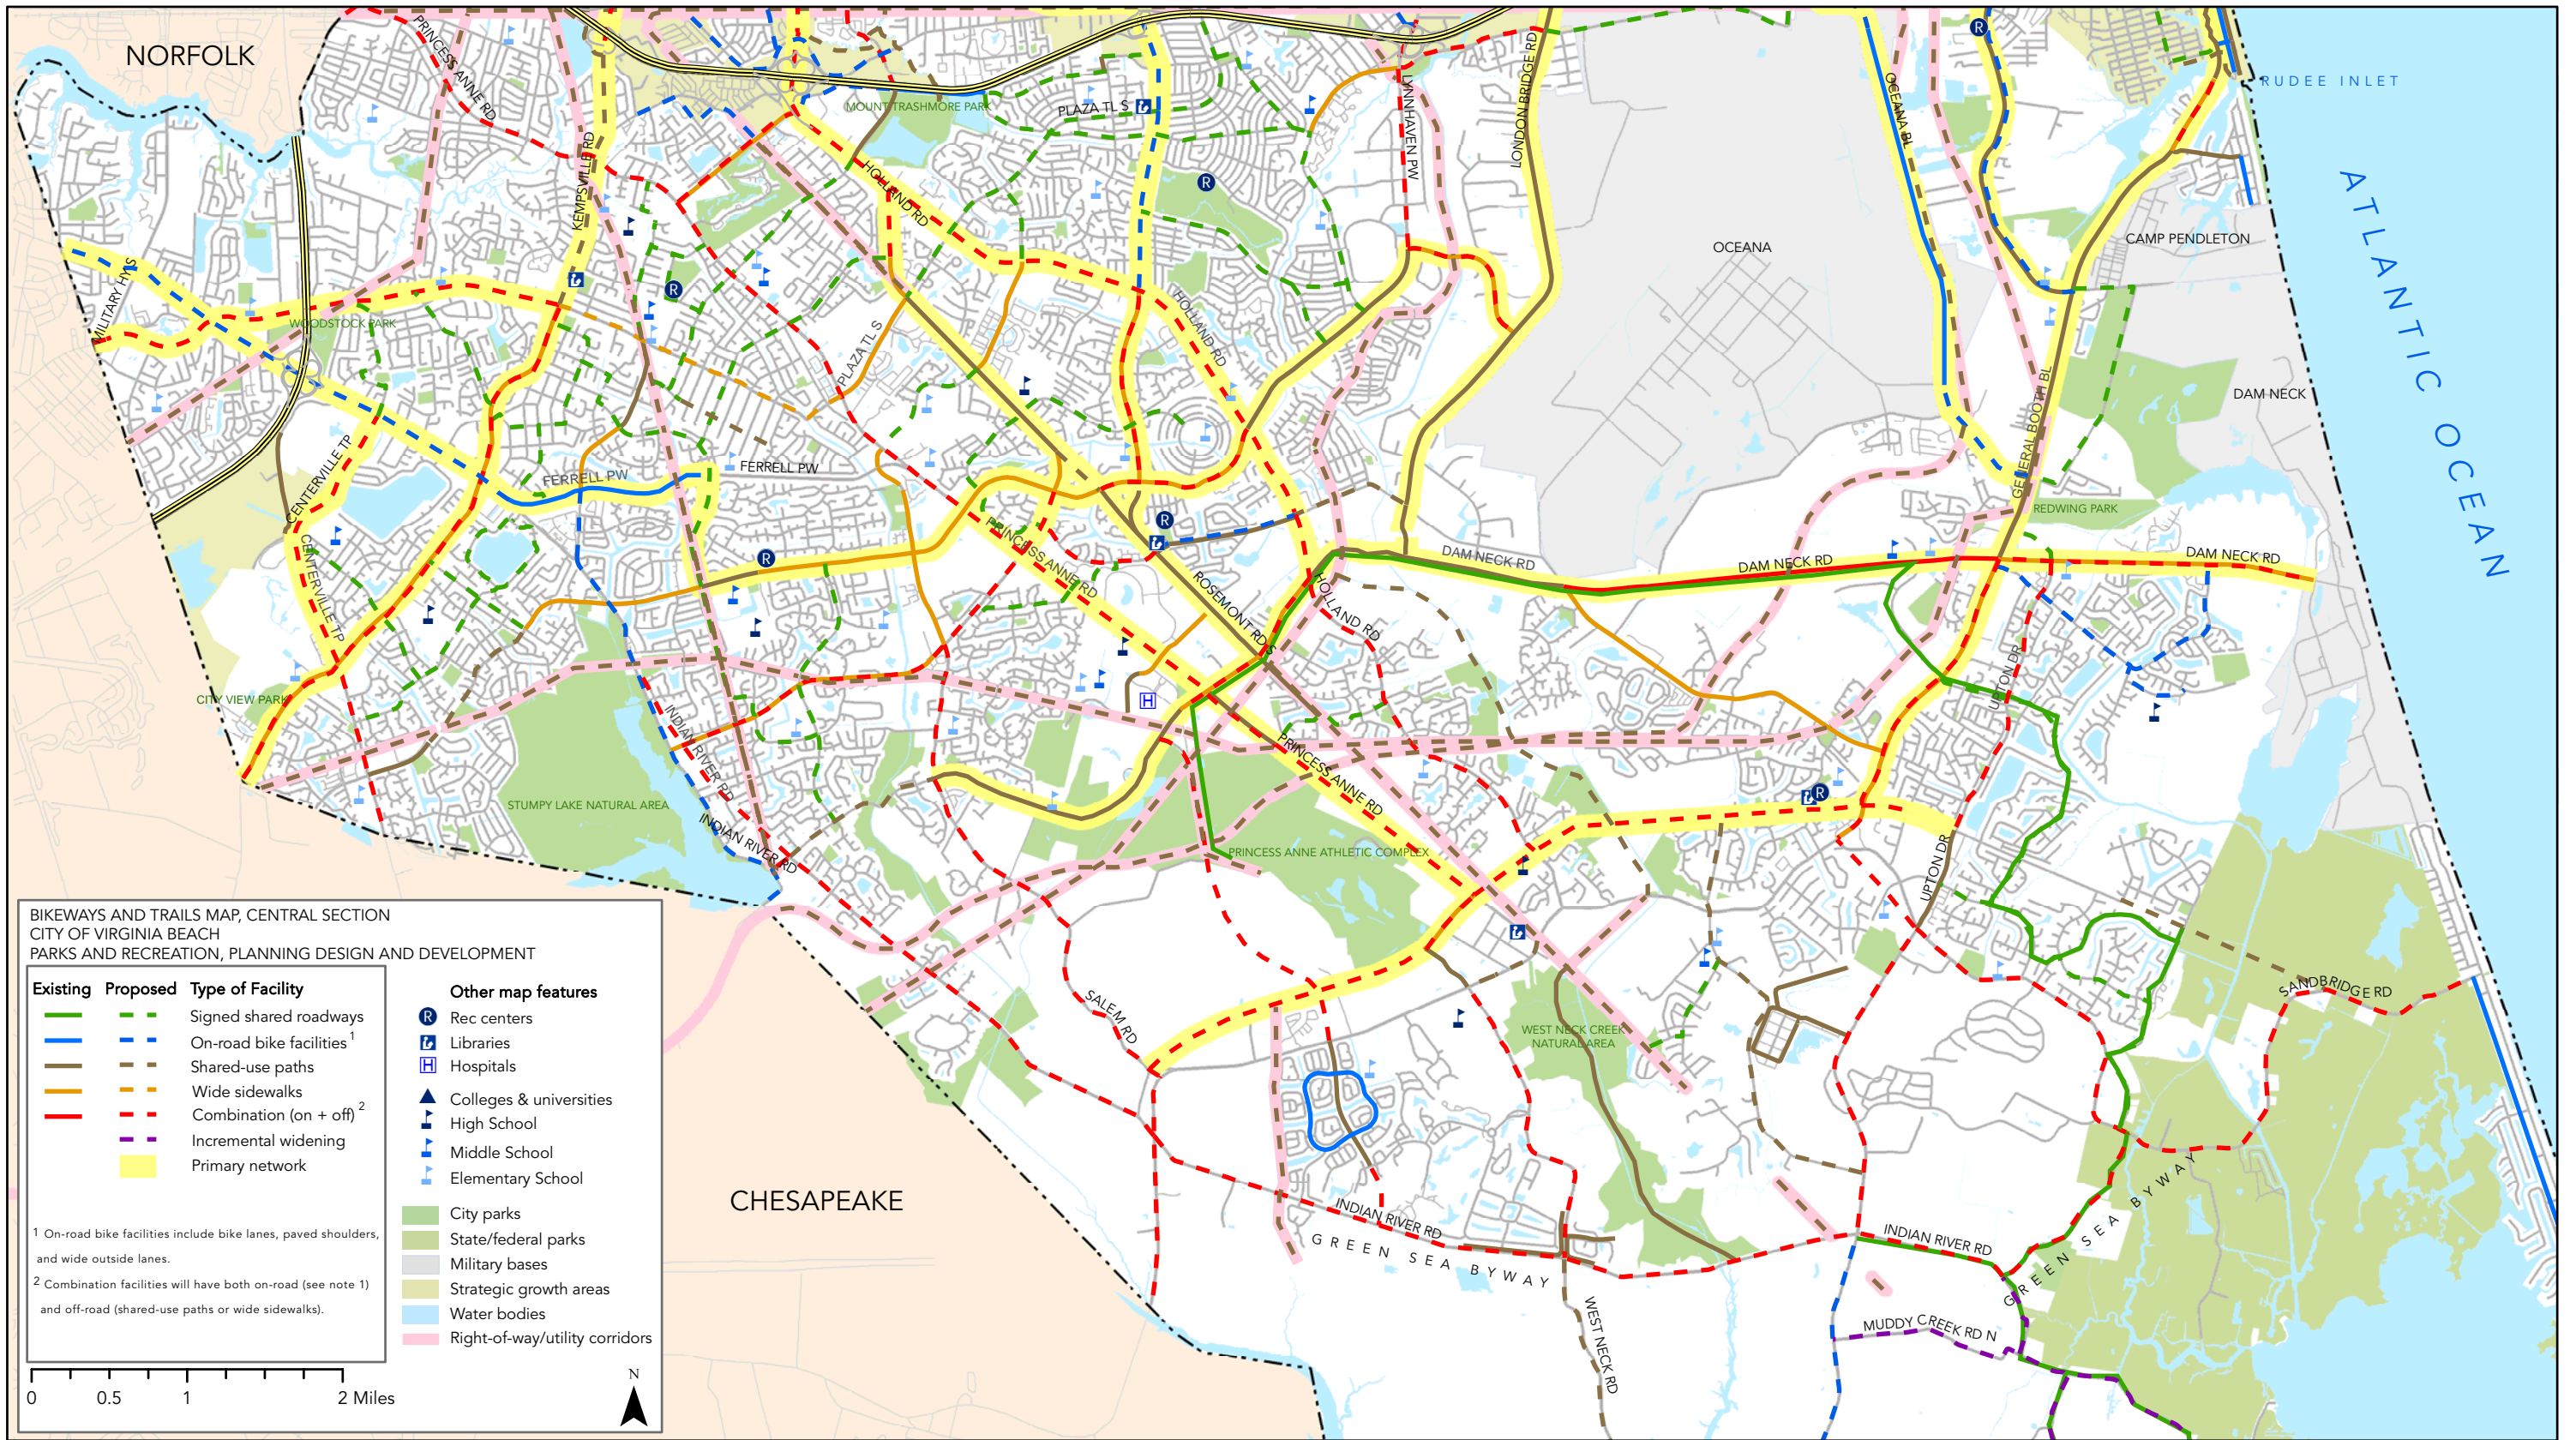 NORFOLK
PRINCESS ANNE RD
KEMPSVILLE RD
MOUNT TRASHMORE PARK
PLAZA TL S
LYNNHAVEN PW
LONDON BRIDGE RD
OCEANA BL
RUDEE INLET
HOLLAND RD
OCEANA
CAMP PENDLETON
ATLANTIC OCEAN
MILITARY HY S
WOODSTOCK PARK
HOLLAND RD
PLAZA TL S
GENERAL BOOTH BL
DAM NECK
CENTERVILLE TP
FERRELL PW
FERRELL PW
REDWING PARK
CENTERVILLE TP
PRINCESS ANNE RD
DAM NECK RD
DAM NECK RD
DAM NECK RD
ROSEMONT RD S
HOLLAND RD
UPTON DR
CITY VIEW PARK
INDIAN RIVER RD
H
PRINCESS ANNE RD
STUMPY LAKE NATURAL AREA
INDIAN RIVER RD
PRINCESS ANNE ATHLETIC COMPLEX
UPTON DR
SALEM RD
WEST NECK CREEK
NATURAL AREA
SANDBRIDGE RD
CHESAPEAKE
INDIAN RIVER RD
GREEN SEA BYWAY
INDIAN RIVER RD
GREEN SEA BYWAY
WEST NECK RD
MUDDY CREEK RD N
BIKEWAYS AND TRAILS MAP, CENTRAL SECTION
CITY OF VIRGINIA BEACH
PARKS AND RECREATION, PLANNING DESIGN AND DEVELOPMENT
Existing Proposed Type of Facility
Signed shared roadways
On-road bike facilities 1
Shared-use paths
Wide sidewalks
Combination (on + off) 2
Incremental widening
Primary network
1 On-road bike facilities include bike lanes, paved shoulders,
and wide outside lanes.
2 Combination facilities will have both on-road (see note 1)
and off-road (shared-use paths or wide sidewalks).
Other map features
R Rec centers
Libraries
H Hospitals
Colleges & universities
High School
Middle School
Elementary School
City parks
State/federal parks
Military bases
Strategic growth areas
Water bodies
Right-of-way/utility corridors
0 0.5 1 2 Miles
N